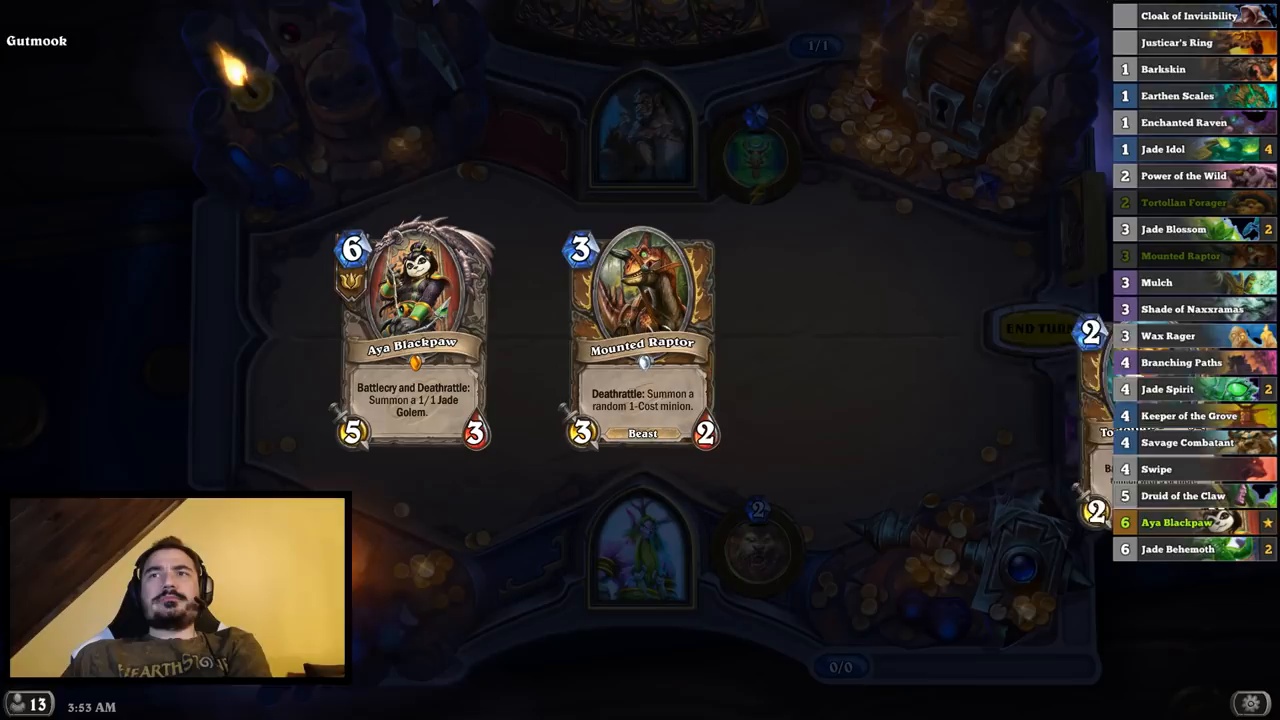 Gutmook
1/1
6
Aya Blackpaw
Battlecry and Deathrattle:
Summon a 1/1 Jade
Golem.
5
3
3
Mounted Raptor
Deathrattle: Summon a
random 1-Cost minion.
Beast
3
2
END TURN
2
2
2
0/0
HEARTHSTONE
13
3:53 AM
Cloak of Invisibility
Justicar's Ring
1 Barkskin
1 Earthen Scales
1 Enchanted Raven
1 Jade Idol 4
2 Power of the Wild
2 Tortollan Forager
3 Jade Blossom 2
3 Mounted Raptor
3 Mulch
3 Shade of Naxxramas
3 Wax Rager
4 Branching Paths
4 Jade Spirit 2
4 Keeper of the Grove
4 Savage Combatant
4 Swipe
5 Druid of the Claw
6 Aya Blackpaw
6 Jade Behemoth 2